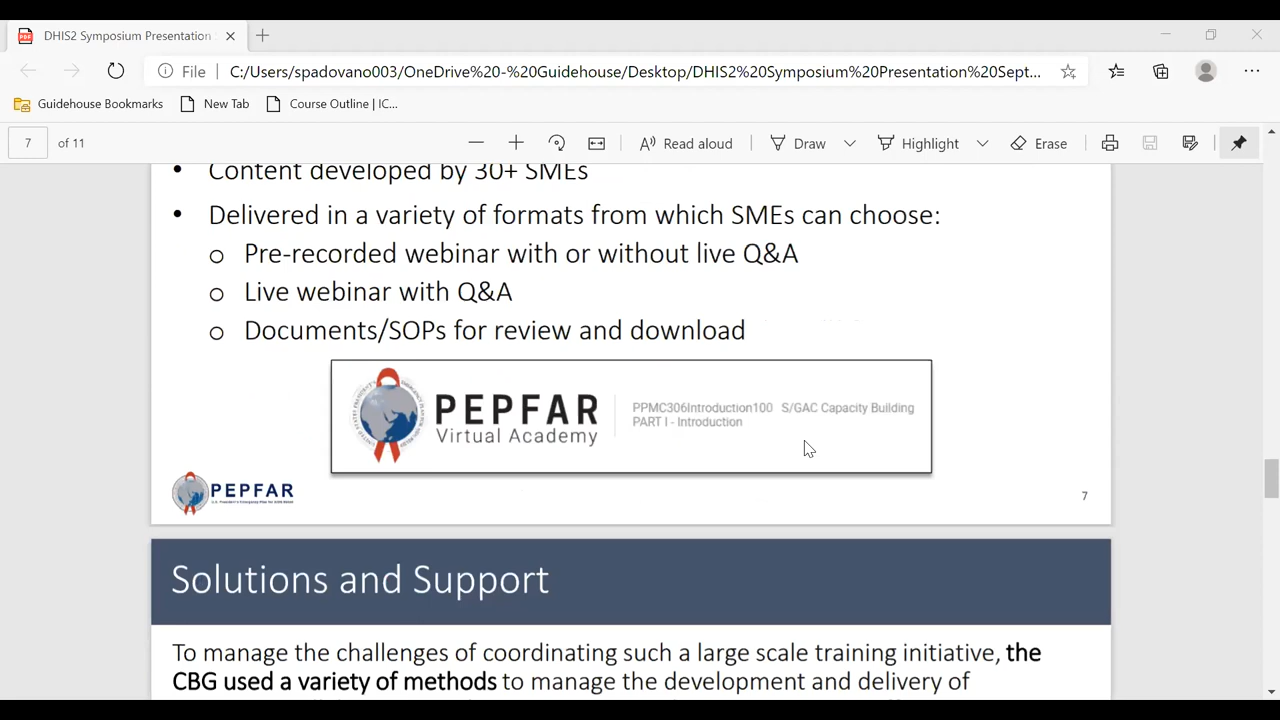 DHIS2 Symposium Presentation
File
C:/Users/spadovano003/OneDrive%20-%20Guidehouse/Desktop/DHIS2%20Symposium%20Presentation%20Sept...
Guidehouse Bookmarks
New Tab
Course Outline | IC...
7 of 11
Read aloud
Draw
Highlight
Erase
• Content developed by 30+ SMEs
• Delivered in a variety of formats from which SMEs can choose:
o Pre-recorded webinar with or without live Q&A
o Live webinar with Q&A
o Documents/SOPs for review and download
PEPFAR
Virtual Academy
PPMC306Introduction100 S/GAC Capacity Building
PART I - Introduction
PEPFAR
7
Solutions and Support
To manage the challenges of coordinating such a large scale training initiative, the
CBG used a variety of methods to manage the development and delivery of